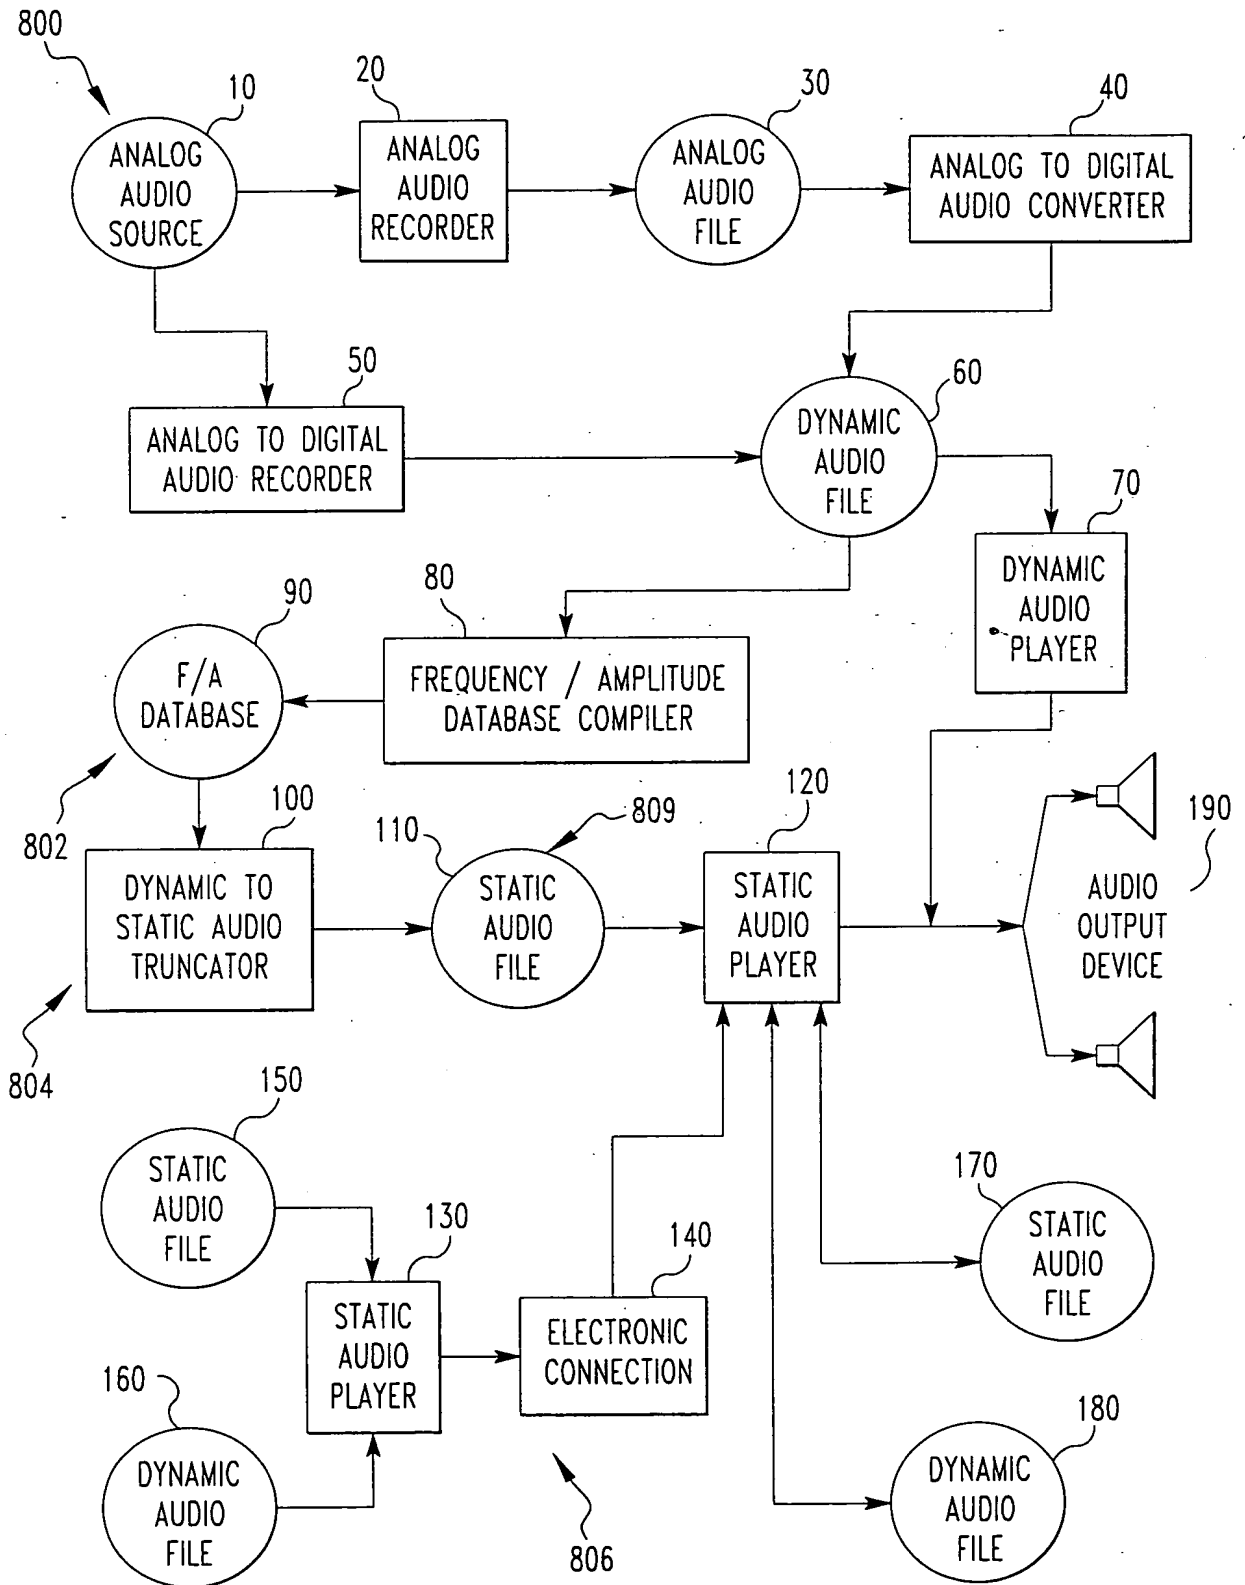 800
10
20
30
40
ANALOG
AUDIO
SOURCE
ANALOG
AUDIO
RECORDER
ANALOG
AUDIO
FILE
ANALOG TO DIGITAL
AUDIO CONVERTER
50
60
ANALOG TO DIGITAL
AUDIO RECORDER
DYNAMIC
AUDIO
FILE
70
DYNAMIC
AUDIO
PLAYER
80
90
F/A
DATABASE
FREQUENCY / AMPLITUDE
DATABASE COMPILER
802
100
110
809
120
190
DYNAMIC TO
STATIC AUDIO
TRUNCATOR
STATIC
AUDIO
FILE
STATIC
AUDIO
PLAYER
AUDIO
OUTPUT
DEVICE
804
150
STATIC
AUDIO
FILE
130
140
170
STATIC
AUDIO
FILE
STATIC
AUDIO
PLAYER
ELECTRONIC
CONNECTION
160
180
DYNAMIC
AUDIO
FILE
DYNAMIC
AUDIO
FILE
806